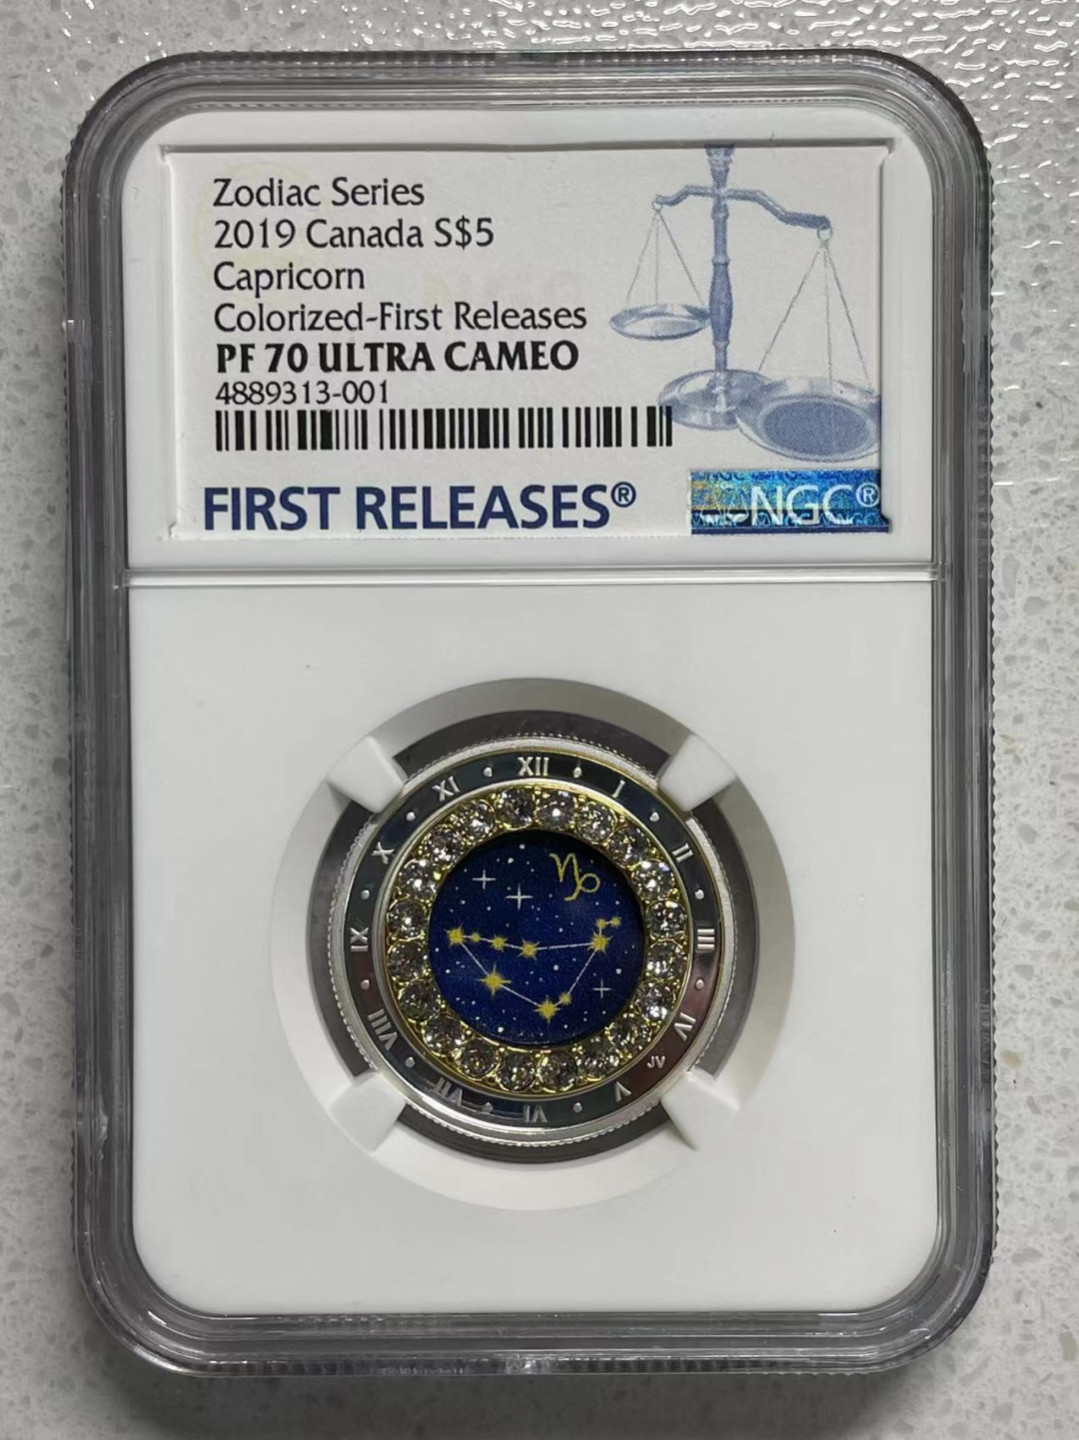 Zodiac Series
2019 Canada S$5
Capricorn
Colorized-First Releases
PF 70 ULTRA CAMEO
4889313-001
FIRST RELEASES®
NGC®
XII
I
II
III
IV
JV
V
VI
VII
VIII
IX
X
XI